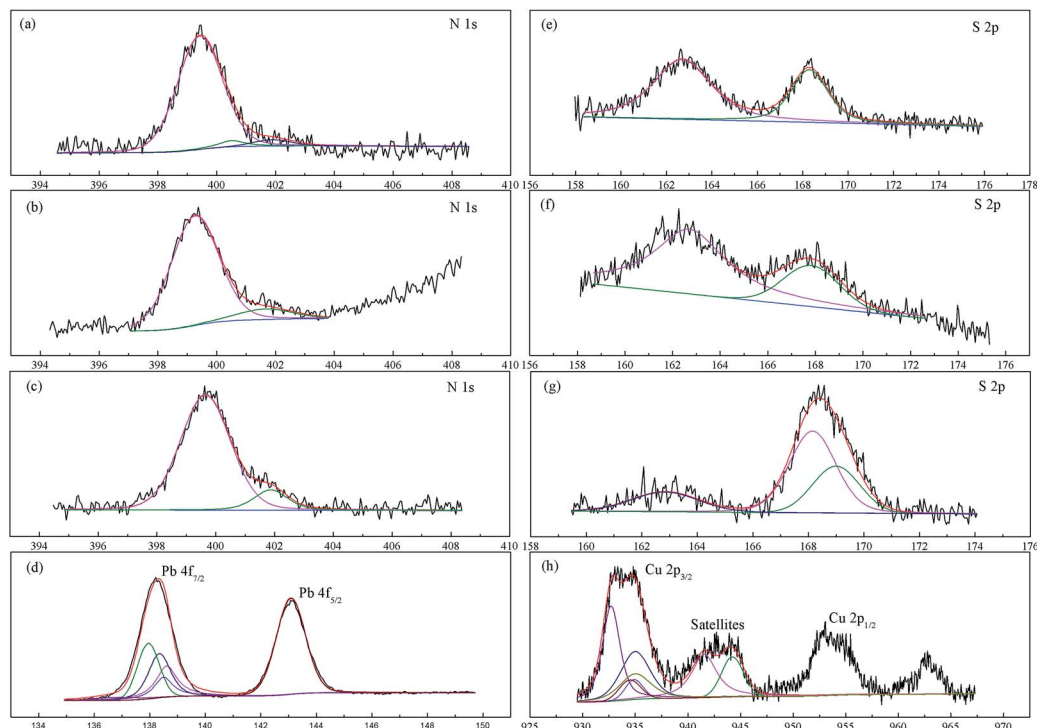 (a) N 1s
394 396 398 400 402 404 406 408 410
(e) S 2p
156 158 160 162 164 166 168 170 172 174 176 178
(b) N 1s
394 396 398 400 402 404 406 408 410
(f) S 2p
156 158 160 162 164 166 168 170 172 174 176
(c) N 1s
394 396 398 400 402 404 406 408 410
(g) S 2p
158 160 162 164 166 168 170 172 174 176
(d) Pb 4f7/2 Pb 4f5/2
134 136 138 140 142 144 146 148 150
(h) Cu 2p3/2 Satellites Cu 2p1/2
925 930 935 940 945 950 955 960 965 970